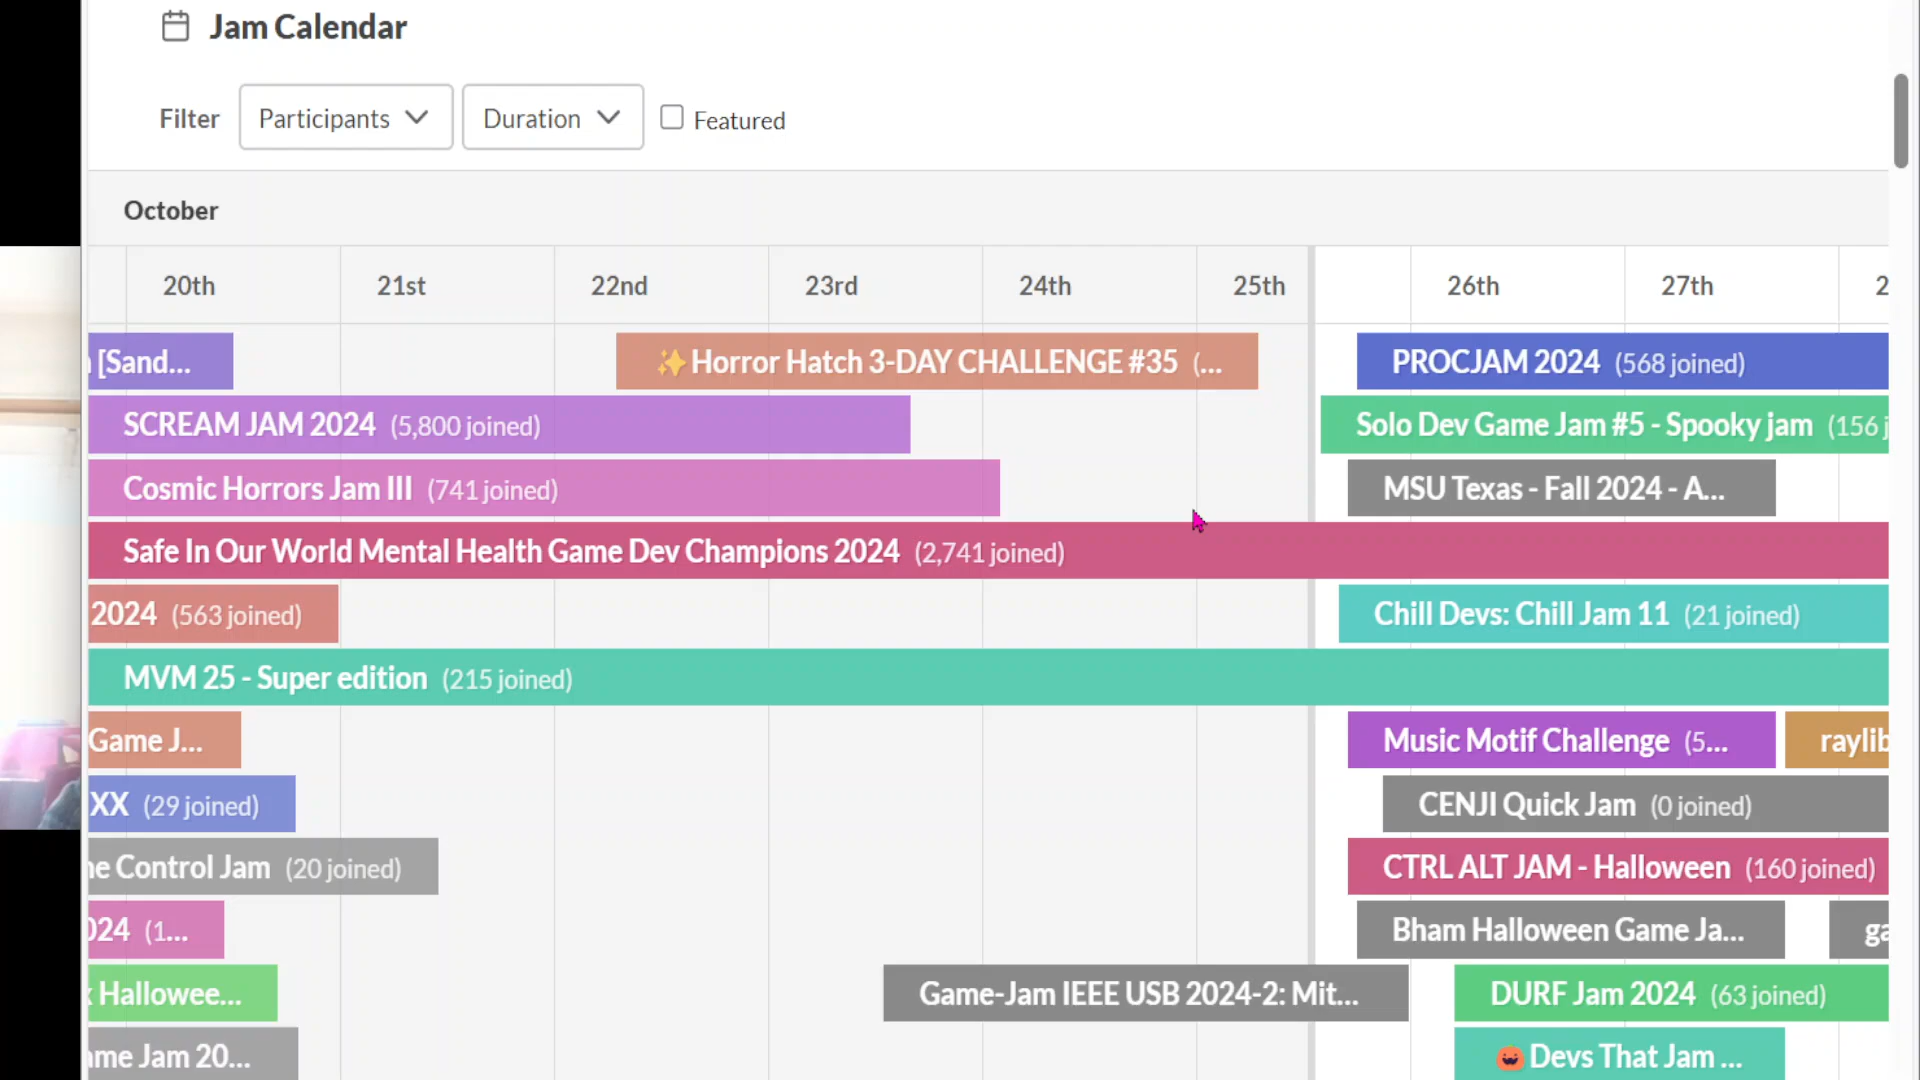 Jam Calendar
Filter Participants Duration Featured
October
20th 21st 22nd 23rd 24th 25th 26th 27th 2
[Sand... ✨Horror Hatch 3-DAY CHALLENGE #35 (... PROCJAM 2024 (568 joined)
SCREAM JAM 2024 (5,800 joined) Solo Dev Game Jam #5 - Spooky jam (156 j
Cosmic Horrors Jam III (741 joined) MSU Texas - Fall 2024 - A...
Safe In Our World Mental Health Game Dev Champions 2024 (2,741 joined)
2024 (563 joined) Chill Devs: Chill Jam 11 (21 joined)
MVM 25 - Super edition (215 joined)
Game J... Music Motif Challenge (5... raylib
XX (29 joined) CENJI Quick Jam (0 joined)
he Control Jam (20 joined) CTRL ALT JAM - Halloween (160 joined)
024 (1... Bham Halloween Game Ja... ga
Hallowee... Game-Jam IEEE USB 2024-2: Mit... DURF Jam 2024 (63 joined)
ame Jam 20... 🎃Devs That Jam ...